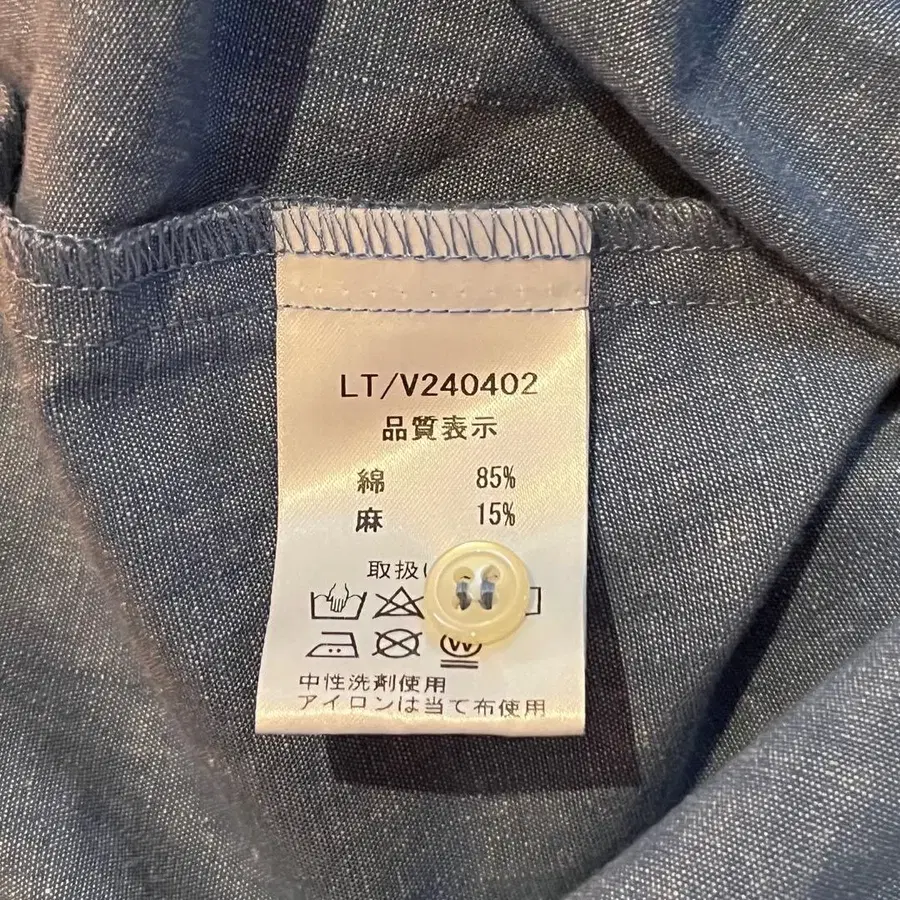 LT/V240402
品質表示
綿 85%
麻 15%
取扱い
W
中性洗剤使用
アイロンは当て布使用